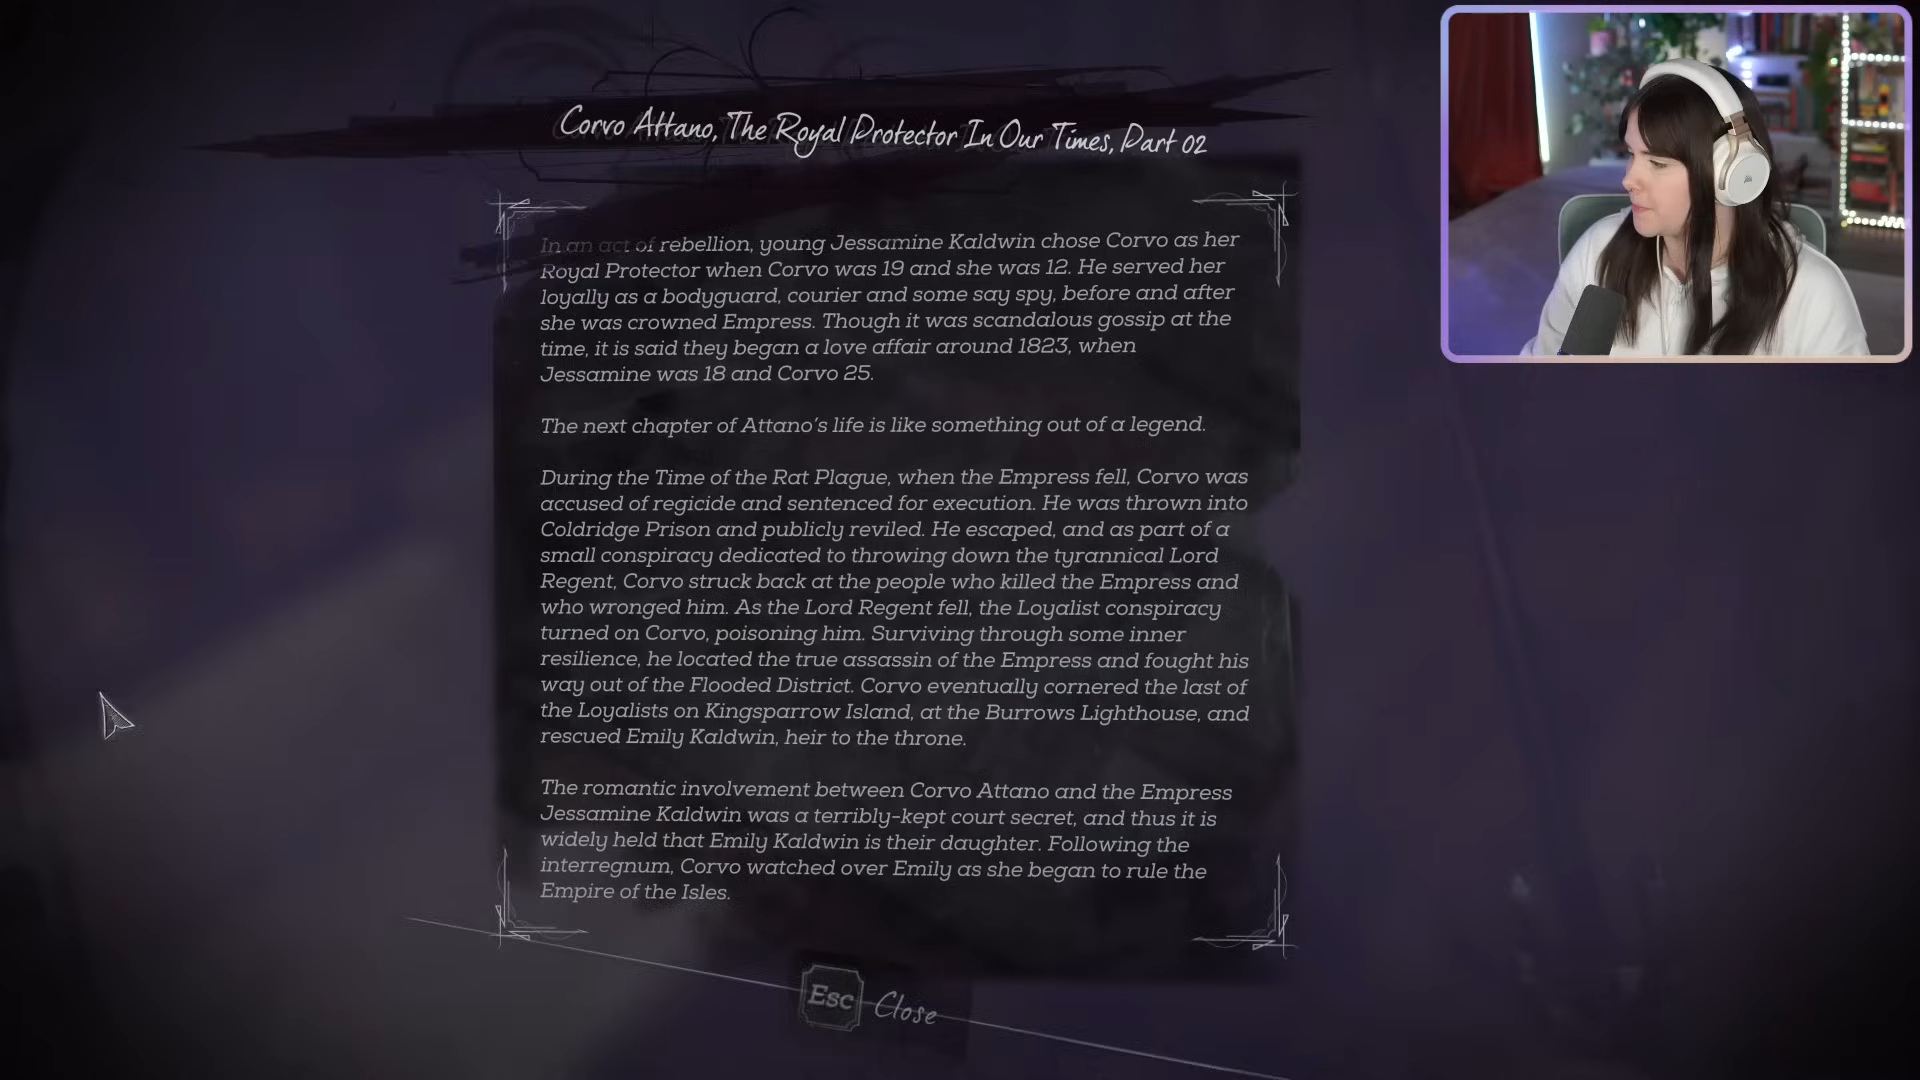 Corvo Attano, The Royal Protector In Our Times, Part 02
In an act of rebellion, young Jessamine Kaldwin chose Corvo as her
Royal Protector when Corvo was 19 and she was 12. He served her
loyally as a bodyguard, courier and some say spy, before and after
she was crowned Empress. Though it was scandalous gossip at the
time, it is said they began a love affair around 1823, when
Jessamine was 18 and Corvo 25.
The next chapter of Attano's life is like something out of a legend.
During the Time of the Rat Plague, when the Empress fell, Corvo was
accused of regicide and sentenced for execution. He was thrown into
Coldridge Prison and publicly reviled. He escaped, and as part of a
small conspiracy dedicated to throwing down the tyrannical Lord
Regent, Corvo struck back at the people who killed the Empress and
who wronged him. As the Lord Regent fell, the Loyalist conspiracy
turned on Corvo, poisoning him. Surviving through some inner
resilience, he located the true assassin of the Empress and fought his
way out of the Flooded District. Corvo eventually cornered the last of
the Loyalists on Kingsparrow Island, at the Burrows Lighthouse, and
rescued Emily Kaldwin, heir to the throne.
The romantic involvement between Corvo Attano and the Empress
Jessamine Kaldwin was a terribly-kept court secret, and thus it is
widely held that Emily Kaldwin is their daughter. Following the
interregnum, Corvo watched over Emily as she began to rule the
Empire of the Isles.
Esc Close